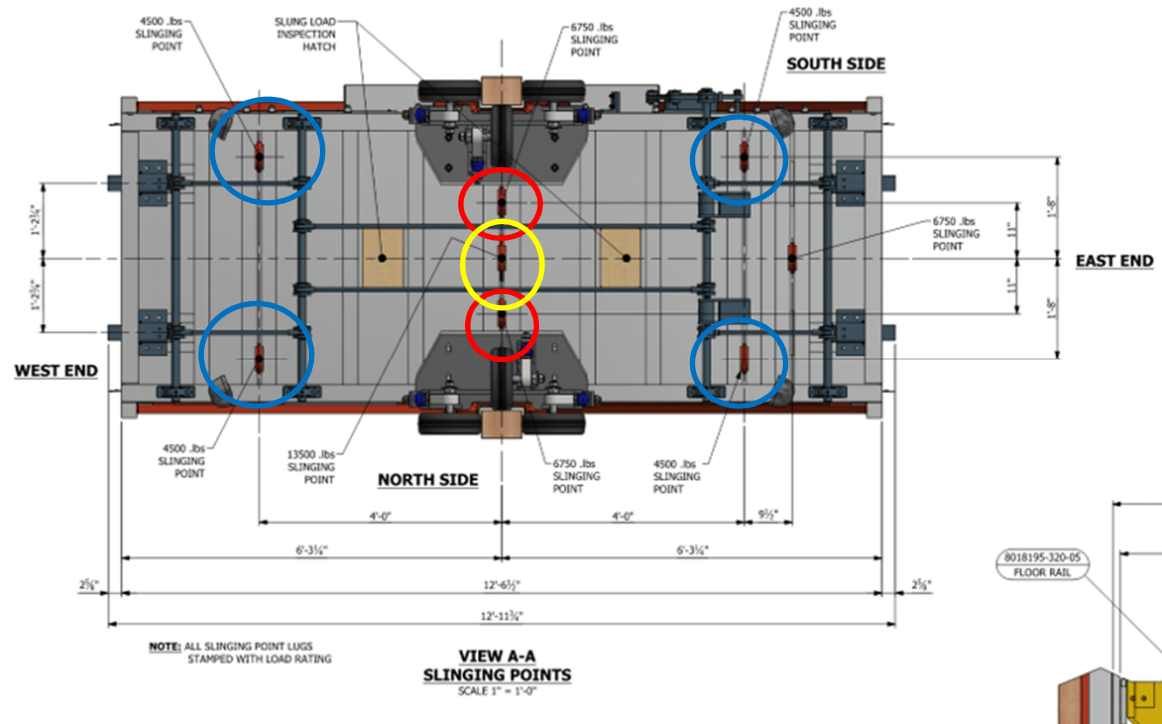 4500 .lbs
SLINGING
POINT
SLUNG LOAD
INSPECTION
HATCH
6750 .lbs
SLINGING
POINT
4500 .lbs
SLINGING
POINT
SOUTH SIDE
1'-2¾"
1'-2¾"
11"
11"
1'-8"
1'-8"
6750 .lbs
SLINGING
POINT
EAST END
WEST END
4500 .lbs
SLINGING
POINT
13500 .lbs
SLINGING
POINT
NORTH SIDE
6750 .lbs
SLINGING
POINT
4500 .lbs
SLINGING
POINT
4'-0"
4'-0"
9½"
6'-3¼"
6'-3¼"
12'-6½"
12'-11¾"
NOTE: ALL SLINGING POINT LUGS
STAMPED WITH LOAD RATING
VIEW A-A
SLINGING POINTS
SCALE 1" = 1'-0"
8018195-320-05
FLOOR RAIL